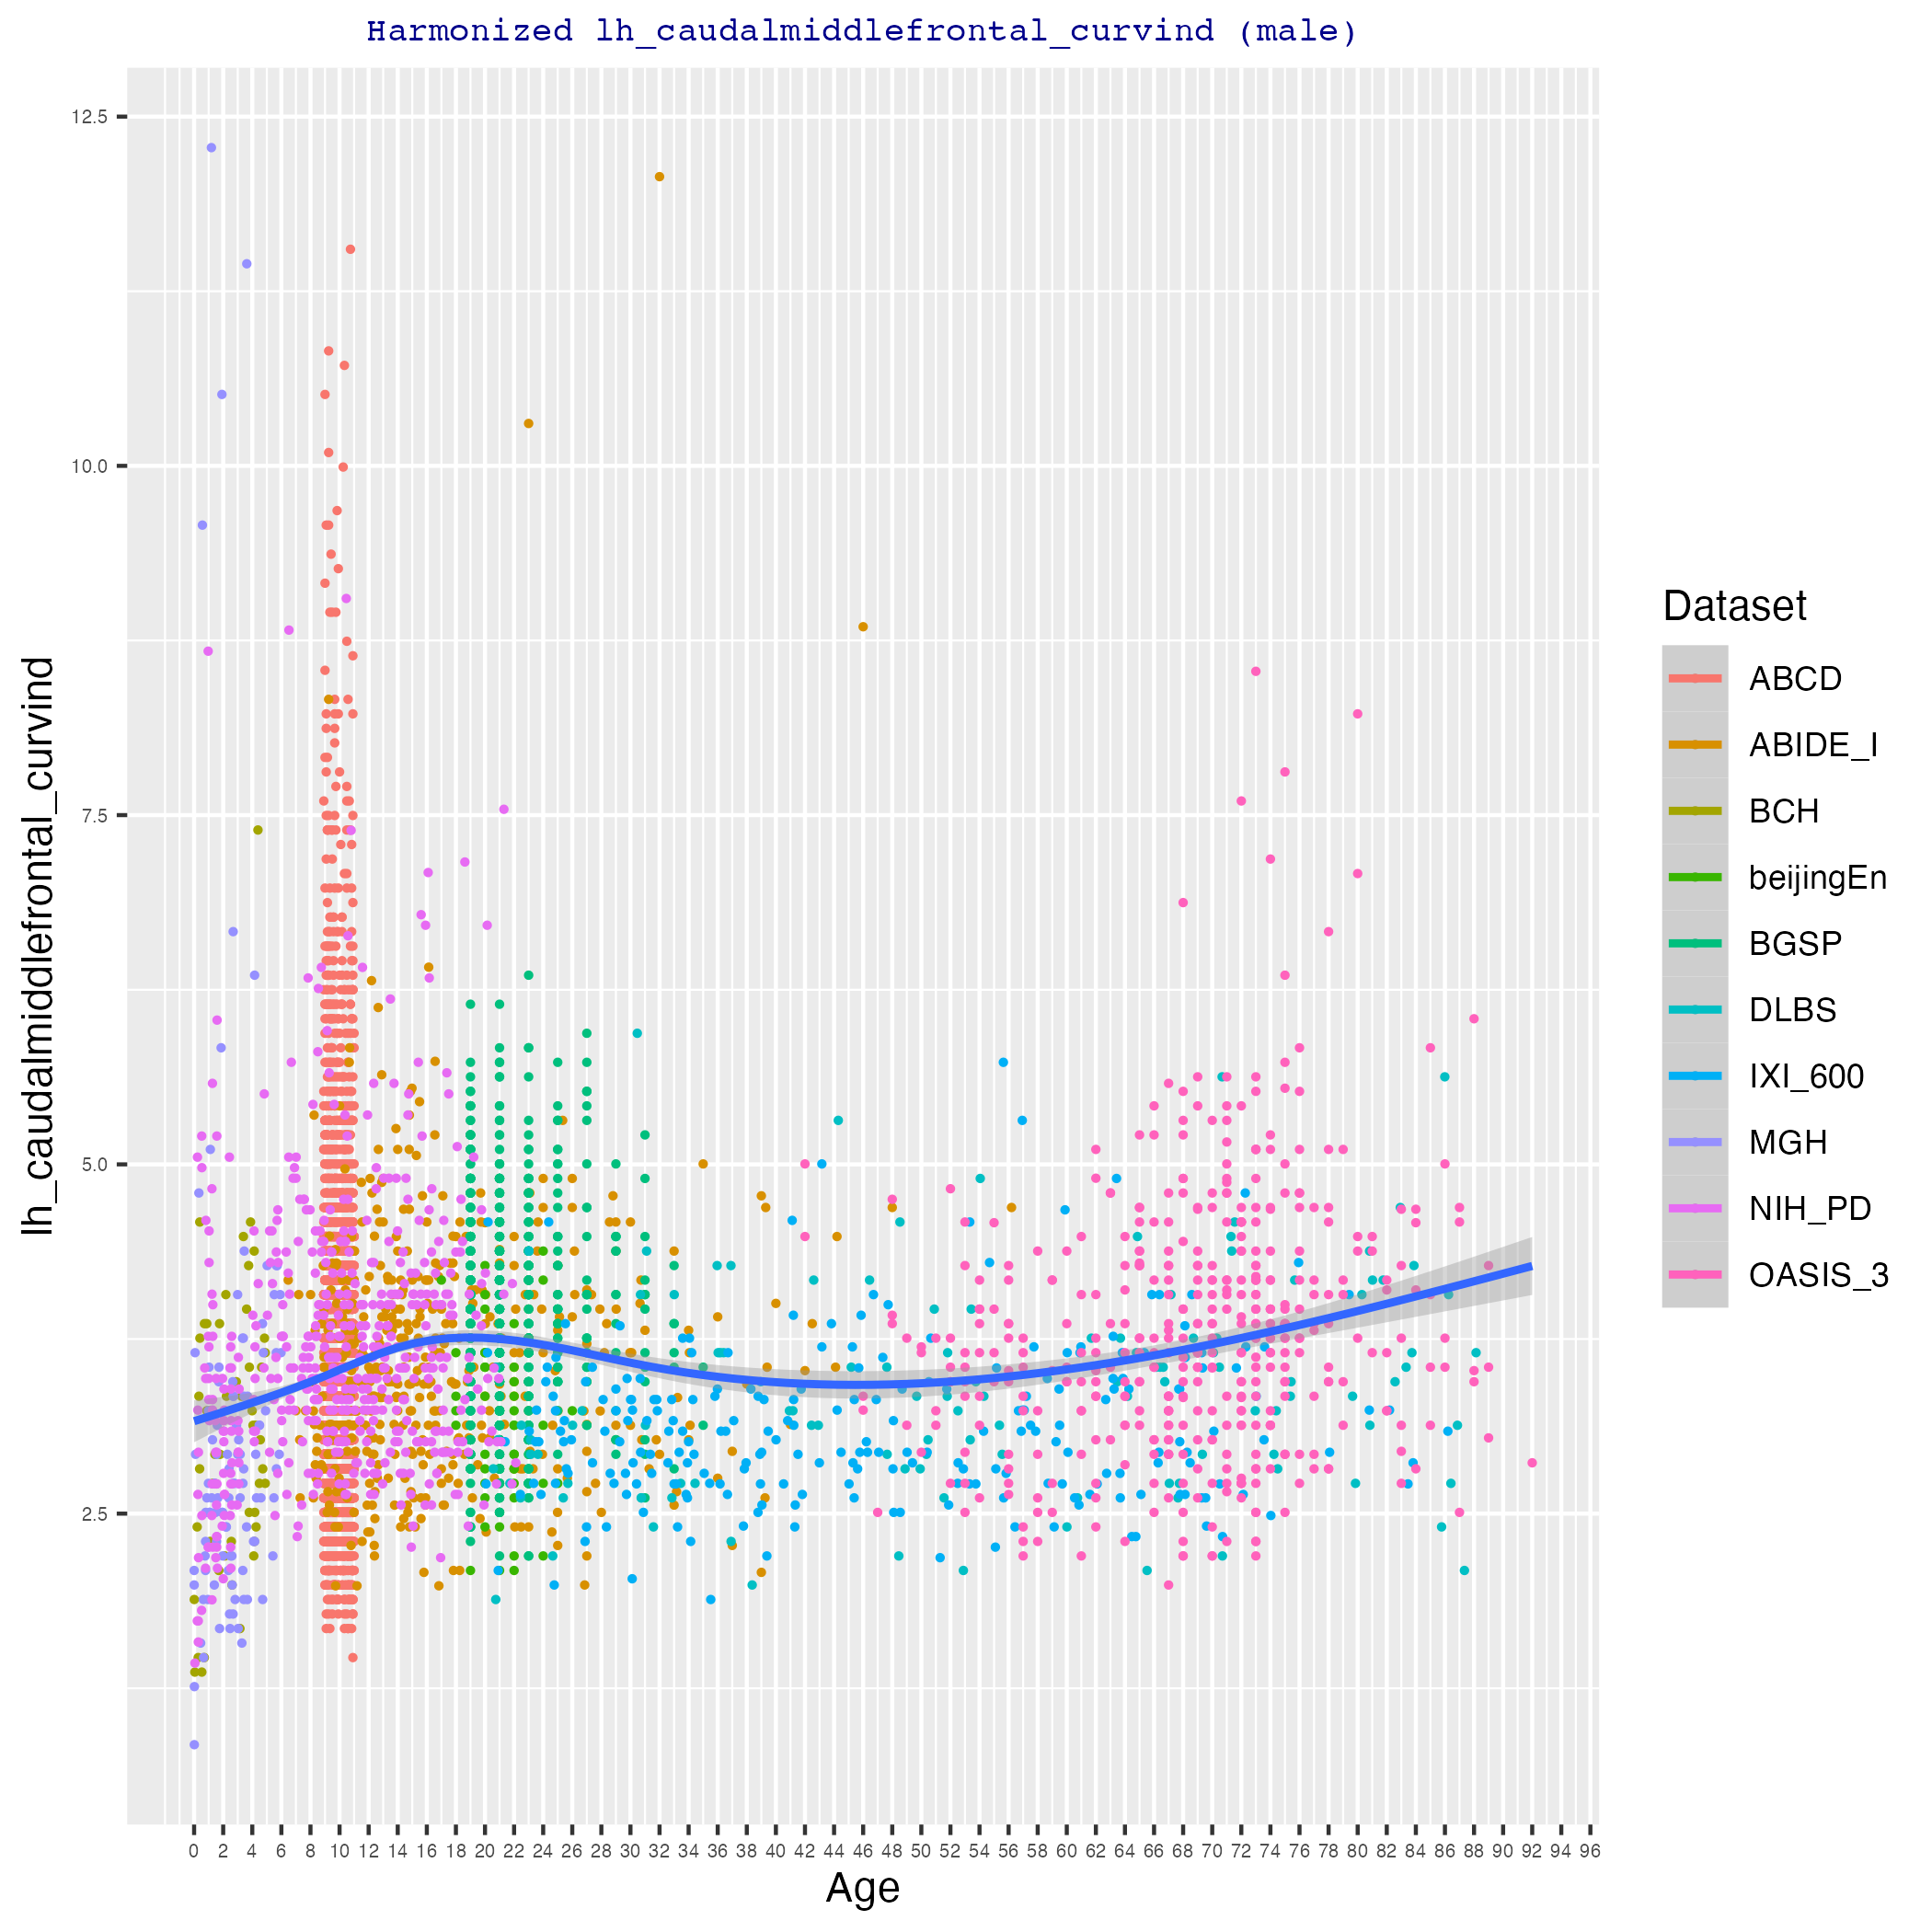 Harmonized lh_caudalmiddlefrontal_curvind (male)
lh_caudalmiddlefrontal_curvind
12.5
10.0
7.5
5.0
2.5
0 2 4 6 8 10 12 14 16 18 20 22 24 26 28 30 32 34 36 38 40 42 44 46 48 50 52 54 56 58 60 62 64 66 68 70 72 74 76 78 80 82 84 86 88 90 92 94 96
Age
Dataset
ABCD
ABIDE_I
BCH
beijingEn
BGSP
DLBS
IXI_600
MGH
NIH_PD
OASIS_3